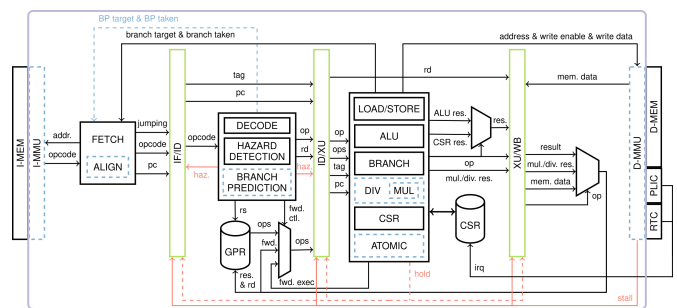 BP target & BP taken
branch target & branch taken
address & write enable & write data
tag
rd
pc
mem. data
I-MEM
I-MMU
addr.
opcode
FETCH
ALIGN
jumping
opcode
pc
IF/ID
opcode
haz.
DECODE
HAZARD
DETECTION
BRANCH
PREDICTION
op
rd
haz.
ID/XU
op
ops
tag
pc
LOAD/STORE
ALU
BRANCH
DIV
MUL
CSR
ATOMIC
ALU res.
CSR res.
res.
op
mul./div. res.
XU/WB
result
mul./div. res.
mem. data
op
D-MMU
D-MEM
PLIC
RTC
rs
fwd.
ctl.
GPR
ops
fwd.
ops
res.
& rd
fwd. exec
CSR
hold
irq
stall